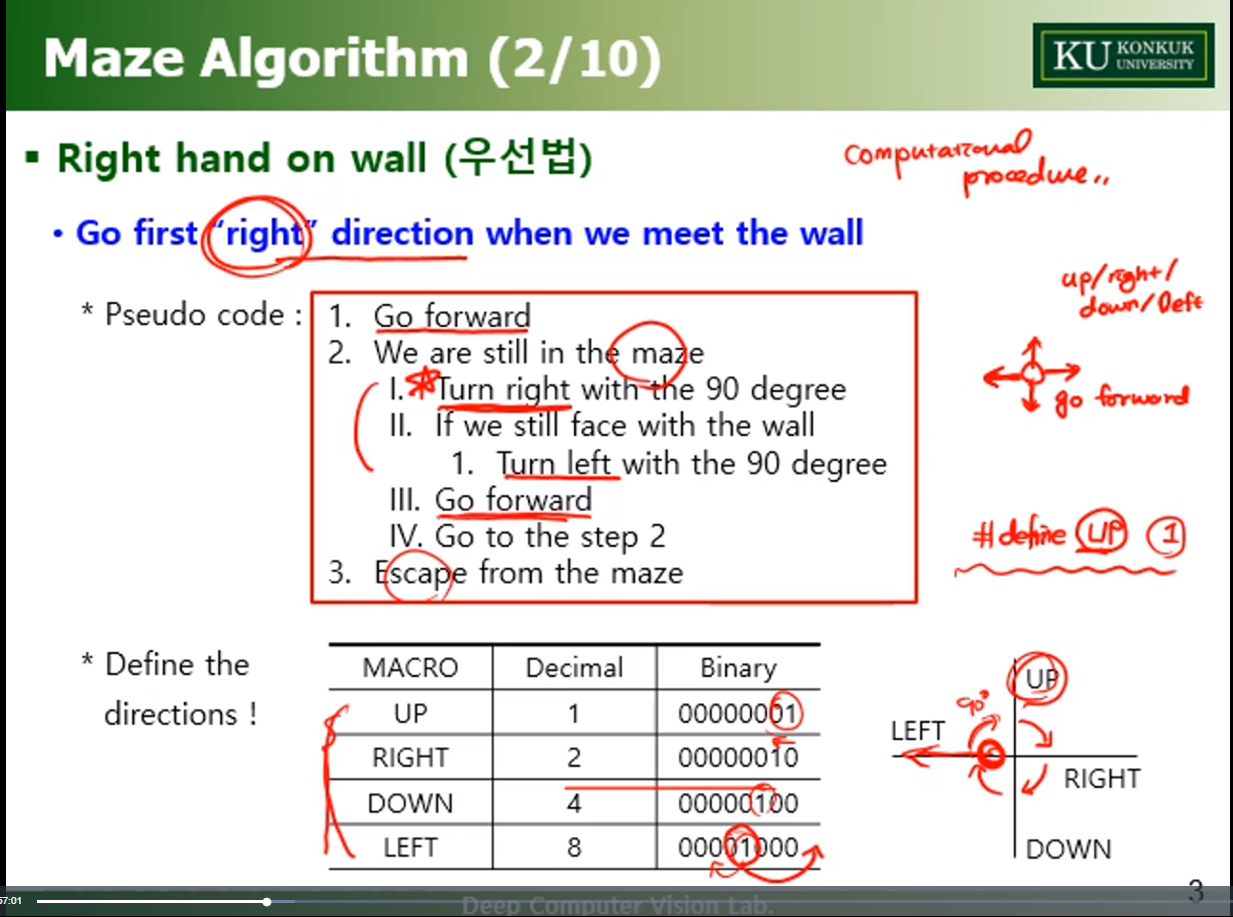 Maze Algorithm (2/10)
KU KONKUK
UNIVERSITY
▪ Right hand on wall (우선법)
computational
procedure..
• Go first “right” direction when we meet the wall
up/right/
down/left
go forward
* Pseudo code :
1. Go forward
2. We are still in the maze
I. Turn right with the 90 degree
II. If we still face with the wall
1. Turn left with the 90 degree
III. Go forward
IV. Go to the step 2
3. Escape from the maze
#define UP 1
* Define the
directions !
MACRO Decimal Binary
UP 1 00000001
RIGHT 2 00000010
DOWN 4 00000100
LEFT 8 00001000
UP
90°
LEFT
RIGHT
DOWN
3
57:01
Deep Computer Vision Lab.